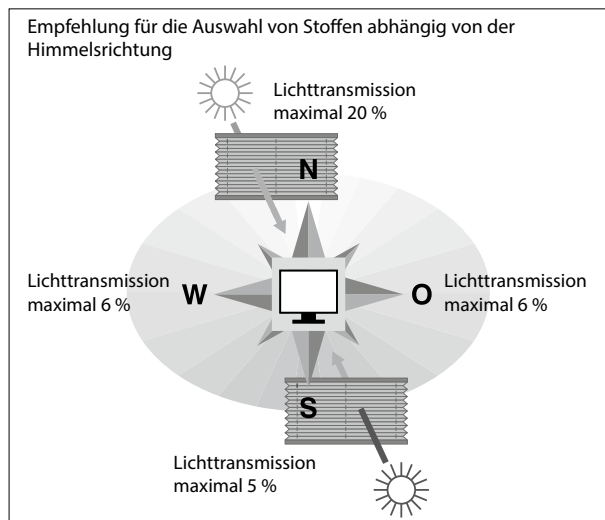 Empfehlung für die Auswahl von Stoffen abhängig von der
Himmelsrichtung
Lichttransmission
maximal 20 %
N
Lichttransmission
maximal 6 %
W
O
Lichttransmission
maximal 6 %
S
Lichttransmission
maximal 5 %